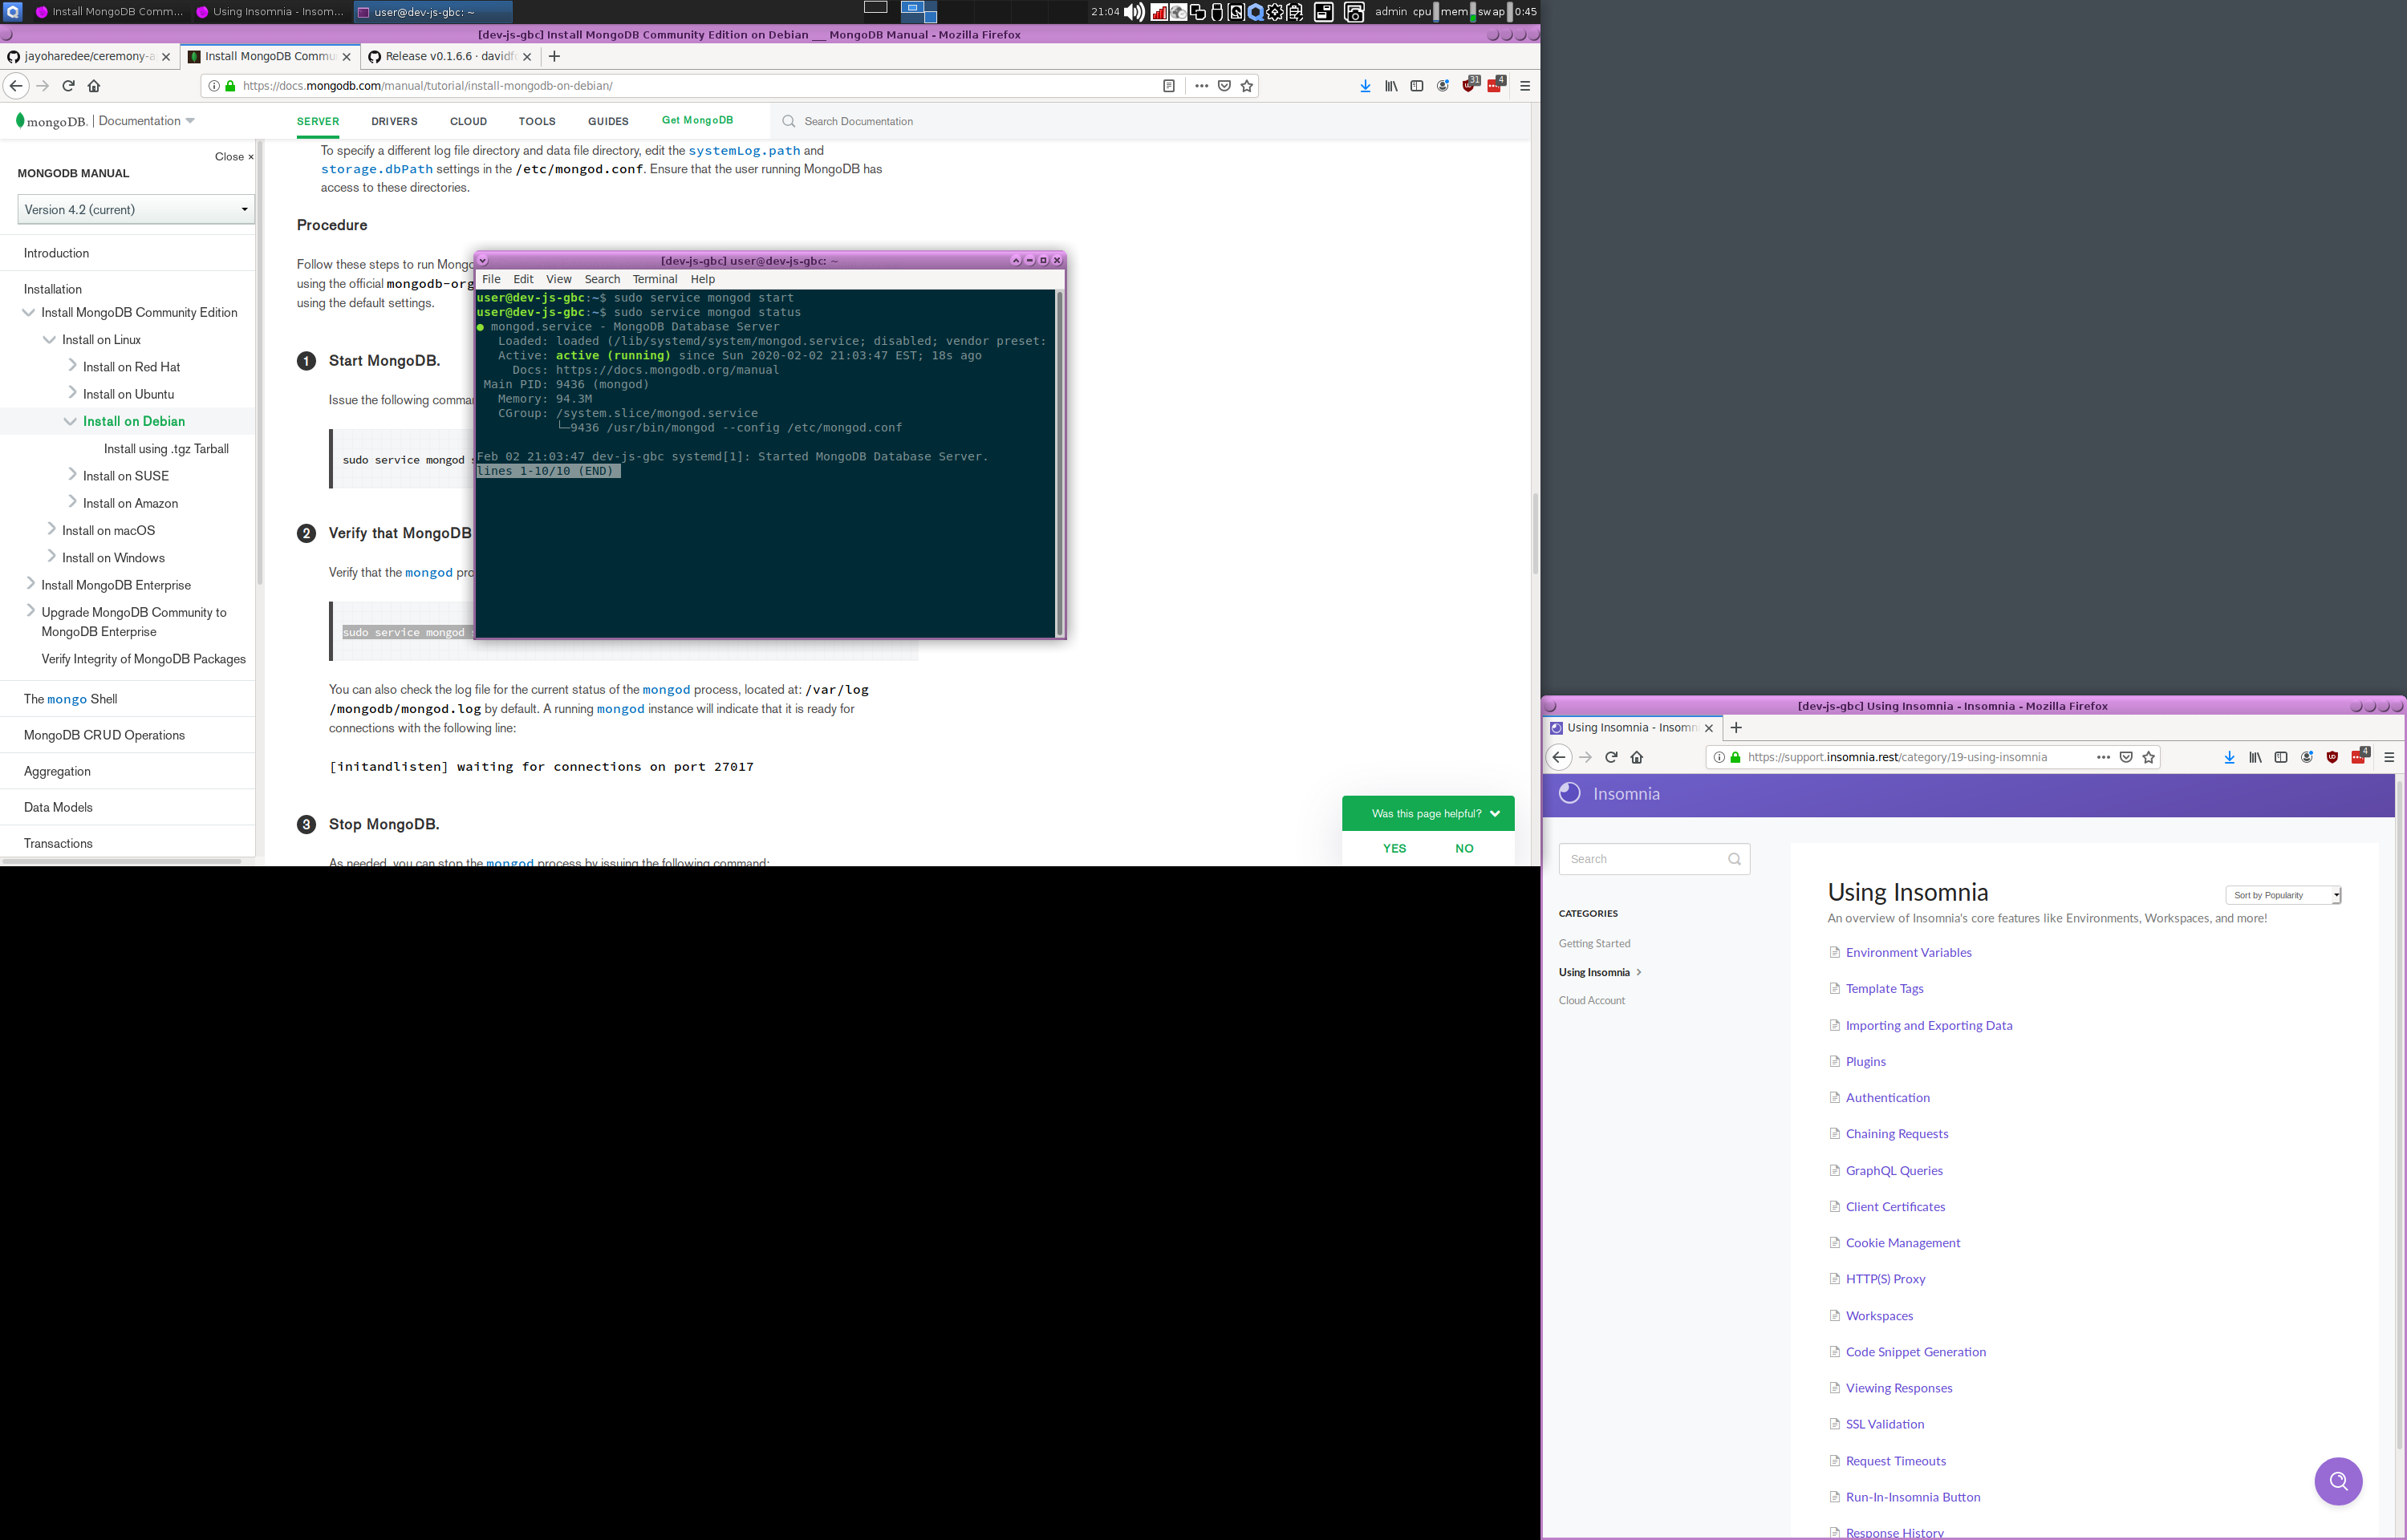 Install MongoDB Comm...
Using Insomnia - Insom...
user@dev-js-gbc: ~
21:04
admin cpu mem swap 0:45
[dev-js-gbc] Install MongoDB Community Edition on Debian __ MongoDB Manual - Mozilla Firefox
jayoharedee/ceremony-a
Install MongoDB Commu
Release v0.1.6.6 · davidf
https://docs.mongodb.com/manual/tutorial/install-mongodb-on-debian/
31
4
mongoDB. | Documentation
SERVER
DRIVERS
CLOUD
TOOLS
GUIDES
Get MongoDB
Search Documentation
Close ×
MONGODB MANUAL
Version 4.2 (current)
Introduction
Installation
Install MongoDB Community Edition
Install on Linux
Install on Red Hat
Install on Ubuntu
Install on Debian
Install using .tgz Tarball
Install on SUSE
Install on Amazon
Install on macOS
Install on Windows
Install MongoDB Enterprise
Upgrade MongoDB Community to
MongoDB Enterprise
Verify Integrity of MongoDB Packages
The mongo Shell
MongoDB CRUD Operations
Aggregation
Data Models
Transactions
To specify a different log file directory and data file directory, edit the systemLog.path and
storage.dbPath settings in the /etc/mongod.conf. Ensure that the user running MongoDB has
access to these directories.
Procedure
Follow these steps to run Mongo
using the official mongodb-org
using the default settings.
1 Start MongoDB.
Issue the following comma
sudo service mongod s
2 Verify that MongoDB
Verify that the mongod pro
sudo service mongod s
You can also check the log file for the current status of the mongod process, located at: /var/log
/mongodb/mongod.log by default. A running mongod instance will indicate that it is ready for
connections with the following line:
[initandlisten] waiting for connections on port 27017
3 Stop MongoDB.
As needed, you can stop the mongod process by issuing the following command:
Was this page helpful?
YES
NO
[dev-js-gbc] user@dev-js-gbc: ~
File Edit View Search Terminal Help
user@dev-js-gbc:~$ sudo service mongod start
user@dev-js-gbc:~$ sudo service mongod status
● mongod.service - MongoDB Database Server
Loaded: loaded (/lib/systemd/system/mongod.service; disabled; vendor preset:
Active: active (running) since Sun 2020-02-02 21:03:47 EST; 18s ago
Docs: https://docs.mongodb.org/manual
Main PID: 9436 (mongod)
Memory: 94.3M
CGroup: /system.slice/mongod.service
└─9436 /usr/bin/mongod --config /etc/mongod.conf
Feb 02 21:03:47 dev-js-gbc systemd[1]: Started MongoDB Database Server.
lines 1-10/10 (END)
[dev-js-gbc] Using Insomnia - Insomnia - Mozilla Firefox
Using Insomnia - Insomn
https://support.insomnia.rest/category/19-using-insomnia
4
Insomnia
Search
CATEGORIES
Getting Started
Using Insomnia
Cloud Account
Using Insomnia
Sort by Popularity
An overview of Insomnia's core features like Environments, Workspaces, and more!
Environment Variables
Template Tags
Importing and Exporting Data
Plugins
Authentication
Chaining Requests
GraphQL Queries
Client Certificates
Cookie Management
HTTP(S) Proxy
Workspaces
Code Snippet Generation
Viewing Responses
SSL Validation
Request Timeouts
Run-In-Insomnia Button
Response History